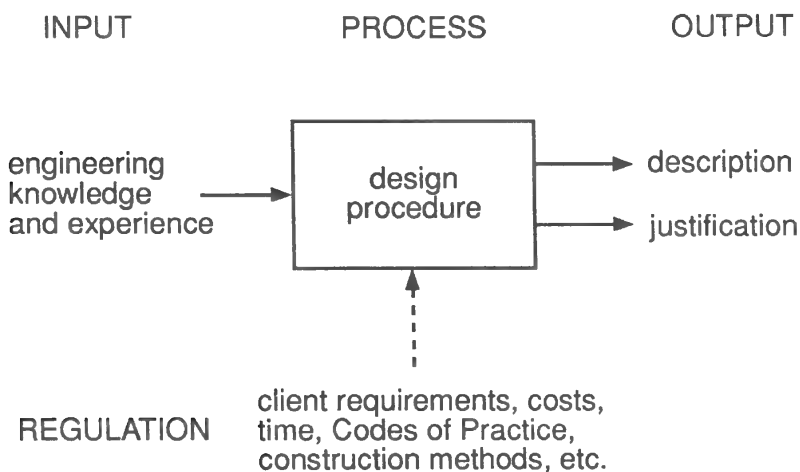 INPUT
PROCESS
OUTPUT
engineering
knowledge
and experience
design
procedure
description
justification
REGULATION
client requirements, costs,
time, Codes of Practice,
construction methods, etc.